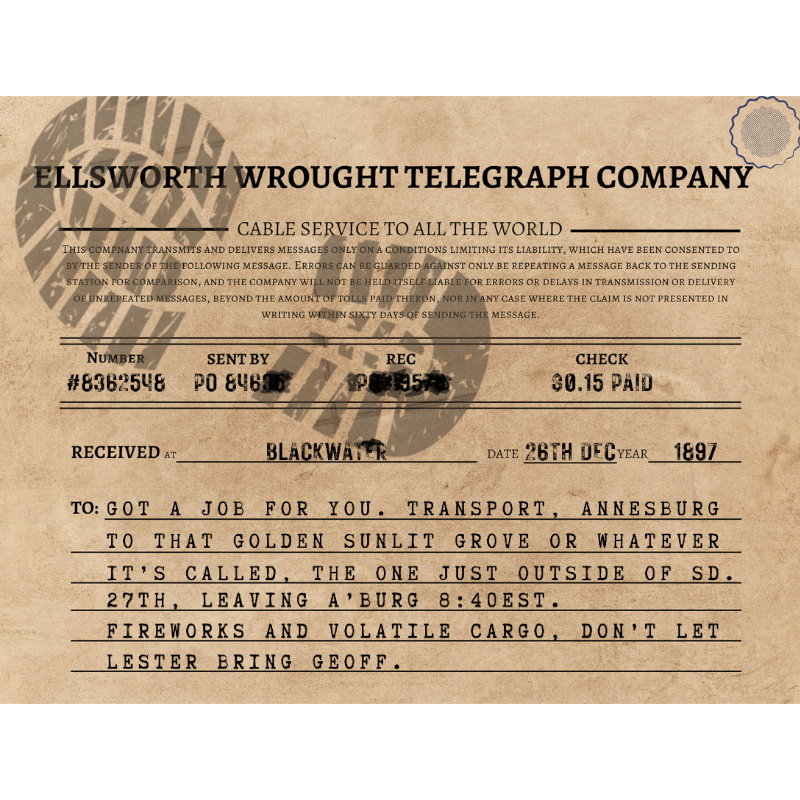 ELLSWORTH WROUGHT TELEGRAPH COMPANY
CABLE SERVICE TO ALL THE WORLD
THIS COMPNANY TRANSMITS AND DELIVERS MESSAGES ONLY ON A CONDITIONS LIMITING ITS LIABILITY, WHICH HAVE BEEN CONSENTED TO
BY THE SENDER OF THE FOLLOWING MESSAGE. ERRORS CAN BE GUARDED AGAINST ONLY BE REPEATING A MESSAGE BACK TO THE SENDING
STATION FOR COMPARISON, AND THE COMPANY WILL NOT BE HELD ITSELF LIABLE FOR ERRORS OR DELAYS IN TRANSMISSION OR DELIVERY
OF UNREPEATED MESSAGES, BEYOND THE AMOUNT OF TOLLS PAID THERON, NOR IN ANY CASE WHERE THE CLAIM IS NOT PRESENTED IN
WRITING WITHIN SIXTY DAYS OF SENDING THE MESSAGE.
NUMBER SENT BY REC CHECK
#8362548 PO $0.15 PAID
RECEIVED AT BLACKWATER DATE 26TH DEC YEAR 1897
TO: GOT A JOB FOR YOU. TRANSPORT, ANNESBURG
TO THAT GOLDEN SUNLIT GROVE OR WHATEVER
IT'S CALLED, THE ONE JUST OUTSIDE OF SD.
27TH, LEAVING A'BURG 8:40EST.
FIREWORKS AND VOLATILE CARGO, DON'T LET
LESTER BRING GEOFF.